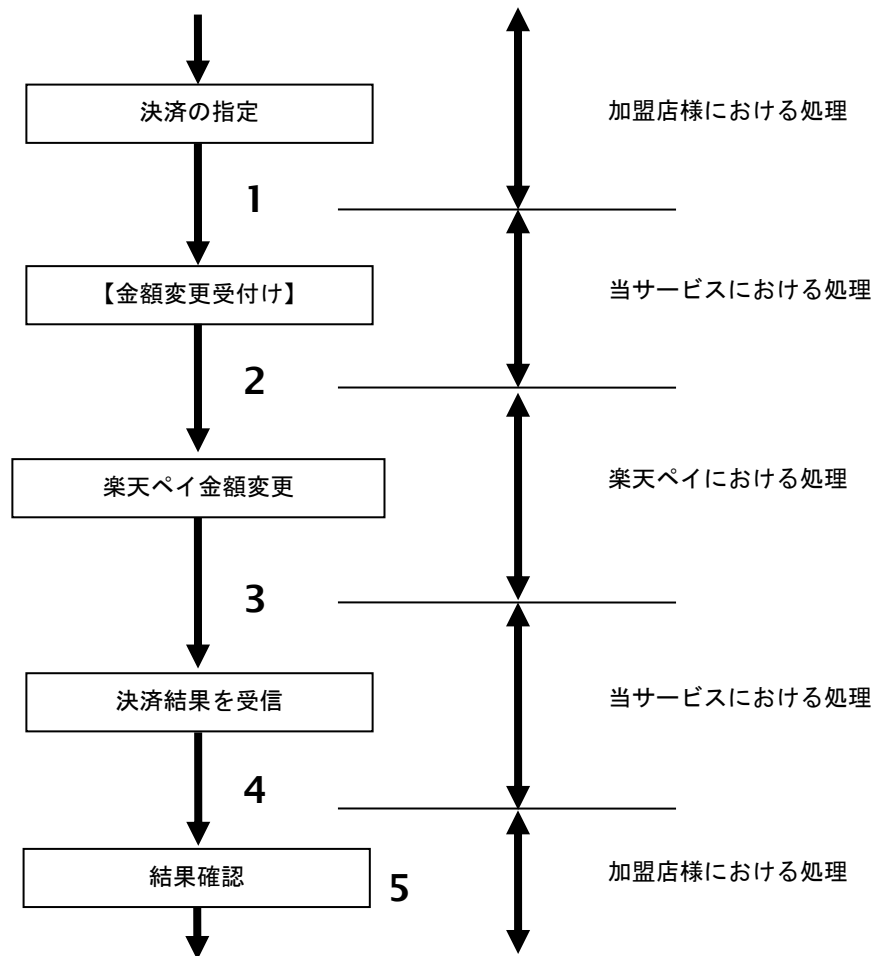 決済の指定
加盟店様における処理
1
【金額変更受付け】
当サービスにおける処理
2
楽天ペイ金額変更
楽天ペイにおける処理
3
決済結果を受信
当サービスにおける処理
4
結果確認
5
加盟店様における処理